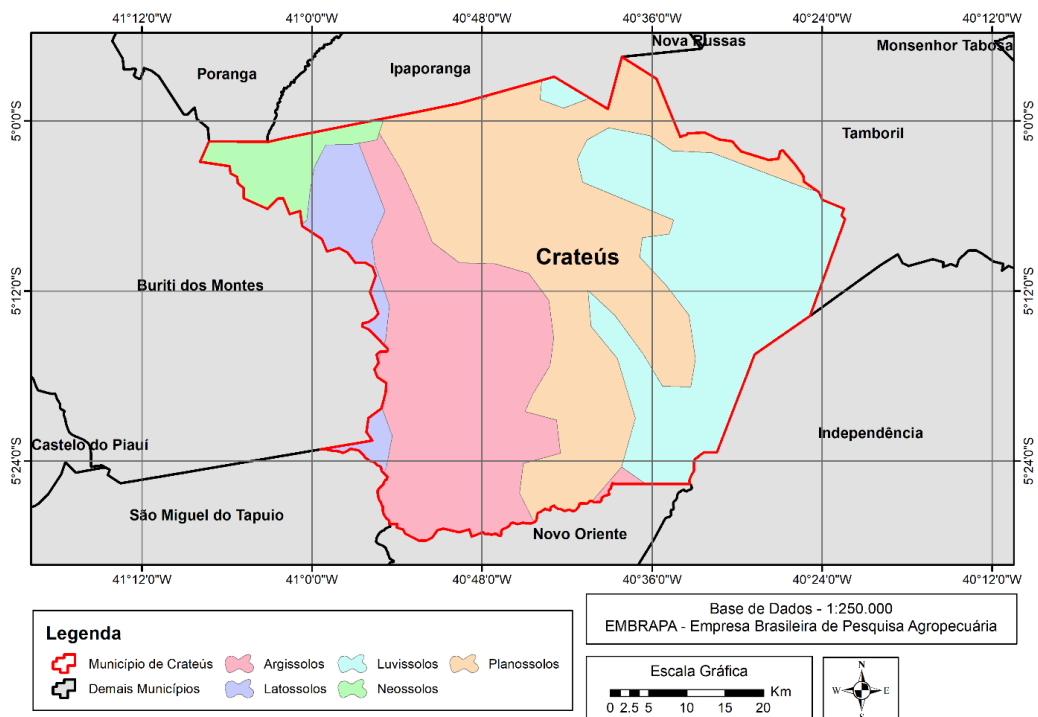 41°12'0"W 41°0'0"W 40°48'0"W 40°36'0"W 40°24'0"W 40°12'0"W
Nova Russas
Monsenhor Tabosa
Poranga
Ipaporanga
5°0'0"S
5°0'0"S
Tamboril
Crateús
Buriti dos Montes
5°12'0"S
5°12'0"S
Independência
Castelo do Piauí
5°24'0"S
5°24'0"S
São Miguel do Tapuio
Novo Oriente
41°12'0"W 41°0'0"W 40°48'0"W 40°36'0"W 40°24'0"W 40°12'0"W
Legenda
Município de Crateús Argissolos Luvissolos Planossolos
Demais Municípios Latossolos Neossolos
Base de Dados - 1:250.000
EMBRAPA - Empresa Brasileira de Pesquisa Agropecuária
Escala Gráfica
Km
0 2.5 5 10 15 20
N
W E
S